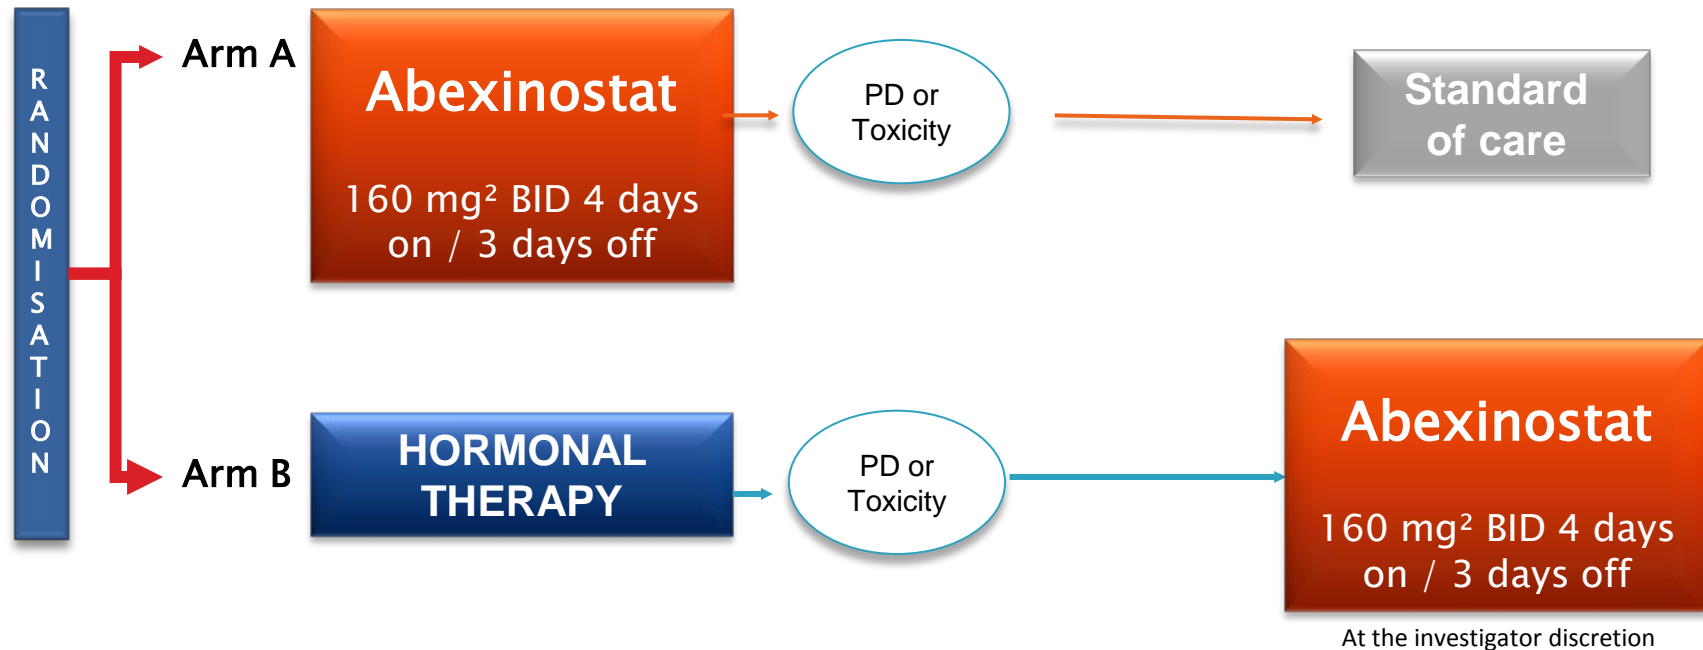 RANDOMISATION
Arm A
Abexinostat
160 mg² BID 4 days
on / 3 days off
PD or
Toxicity
Standard
of care
Arm B
HORMONAL
THERAPY
PD or
Toxicity
Abexinostat
160 mg² BID 4 days
on / 3 days off
At the investigator discretion